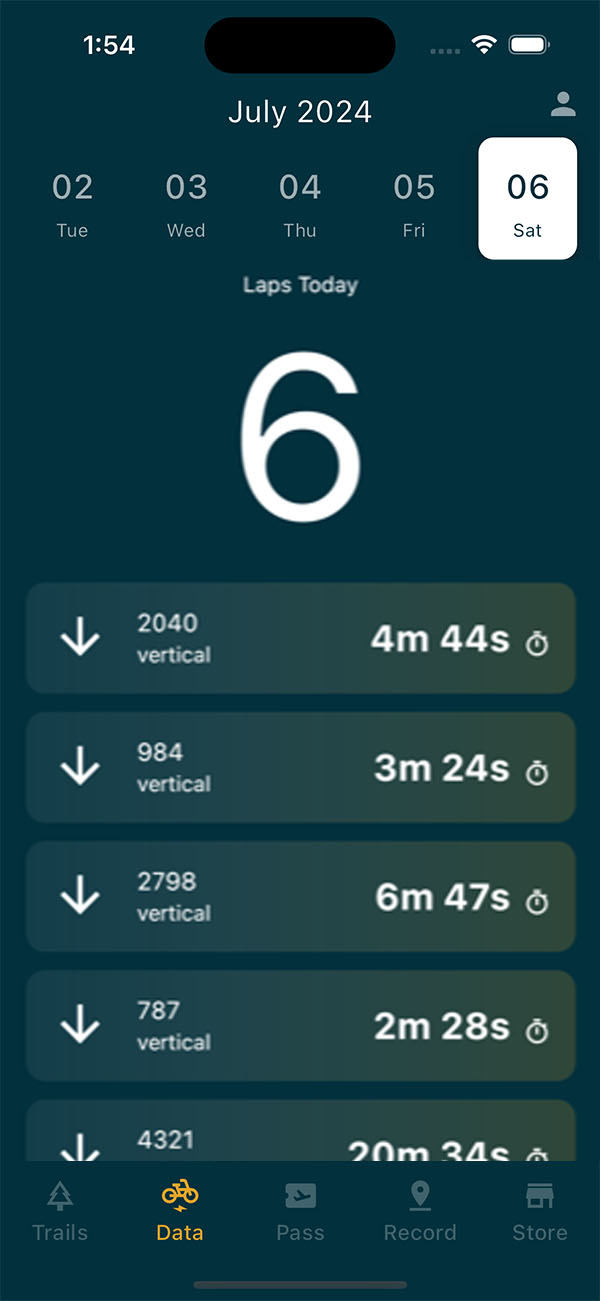 1:54
July 2024
02 03 04 05 06
Tue Wed Thu Fri Sat
Laps Today
6
2040
vertical
4m 44s
984
vertical
3m 24s
2798
vertical
6m 47s
787
vertical
2m 28s
4321
20m 34s
Trails Data Pass Record Store